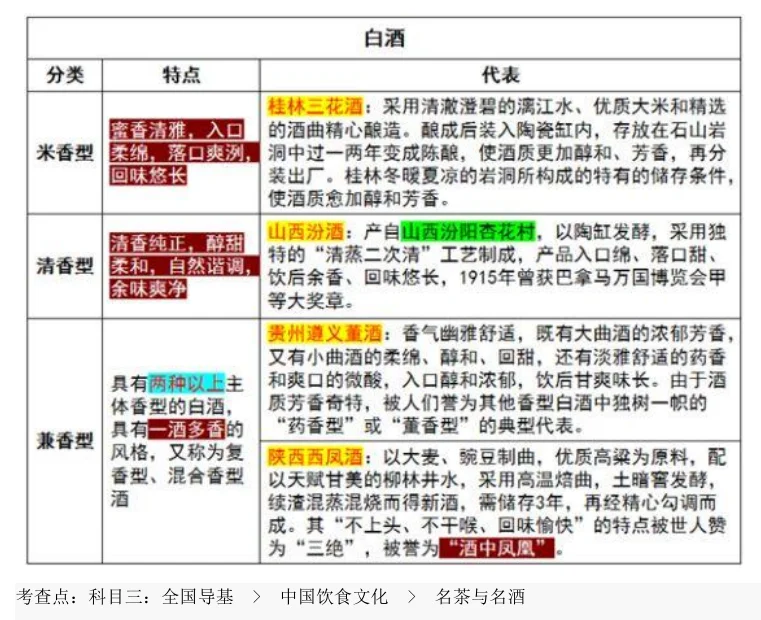 白酒
分类 特点 代表
米香型
蜜香清雅，入口
柔绵，落口爽洌，
回味悠长
桂林三花酒：采用清澈澄碧的漓江水、优质大米和精选
的酒曲精心酿造。酿成后装入陶瓷缸内，存放在石山岩
洞中过一两年变成陈酿，使酒质更加醇和、芳香，再分
装出厂。桂林冬暖夏凉的岩洞所构成的特有的储存条件，
使酒质愈加醇和芳香。
清香型
清香纯正，醇甜
柔和，自然谐调，
余味爽净
山西汾酒：产自山西汾阳杏花村，以陶缸发酵，采用独
特的“清蒸二次清”工艺制成，产品入口绵、落口甜、
饮后余香、回味悠长，1915年曾获巴拿马万国博览会甲
等大奖章。
兼香型
具有两种以上主
体香型的白酒，
具有一酒多香的
风格，又称为复
香型、混合香型
酒
贵州遵义董酒：香气幽雅舒适，既有大曲酒的浓郁芳香，
又有小曲酒的柔绵、醇和、回甜，还有淡雅舒适的药香
和爽口的微酸，入口醇和浓郁，饮后甘爽味长。由于酒
质芳香奇特，被人们誉为其他香型白酒中独树一帜的
“药香型”或“董香型”的典型代表。
陕西西凤酒：以大麦、豌豆制曲，优质高粱为原料，配
以天赋甘美的柳林井水，采用高温焙曲，土暗窖发酵，
续渣混蒸混烧而得新酒，需储存3年，再经精心勾调而
成。其“不上头、不干喉、回味愉快”的特点被世人赞
为“三绝”，被誉为“酒中凤凰”。
考查点：科目三：全国导基 > 中国饮食文化 > 名茶与名酒